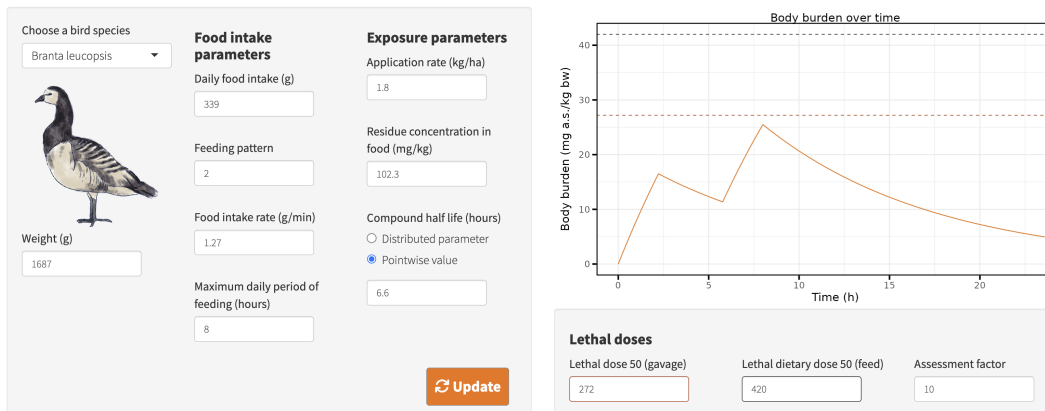 Choose a bird species
Branta leucopsis
Weight (g)
1687
Food intake
parameters
Daily food intake (g)
339
Feeding pattern
2
Food intake rate (g/min)
1.27
Maximum daily period of
feeding (hours)
8
Exposure parameters
Application rate (kg/ha)
1.8
Residue concentration in
food (mg/kg)
102.3
Compound half life (hours)
Distributed parameter
Pointwise value
6.6
Update
Body burden over time
Body burden (mg a.s./kg bw)
40
30
20
10
0
0 5 10 15 20
Time (h)
Lethal doses
Lethal dose 50 (gavage)
272
Lethal dietary dose 50 (feed)
420
Assessment factor
10